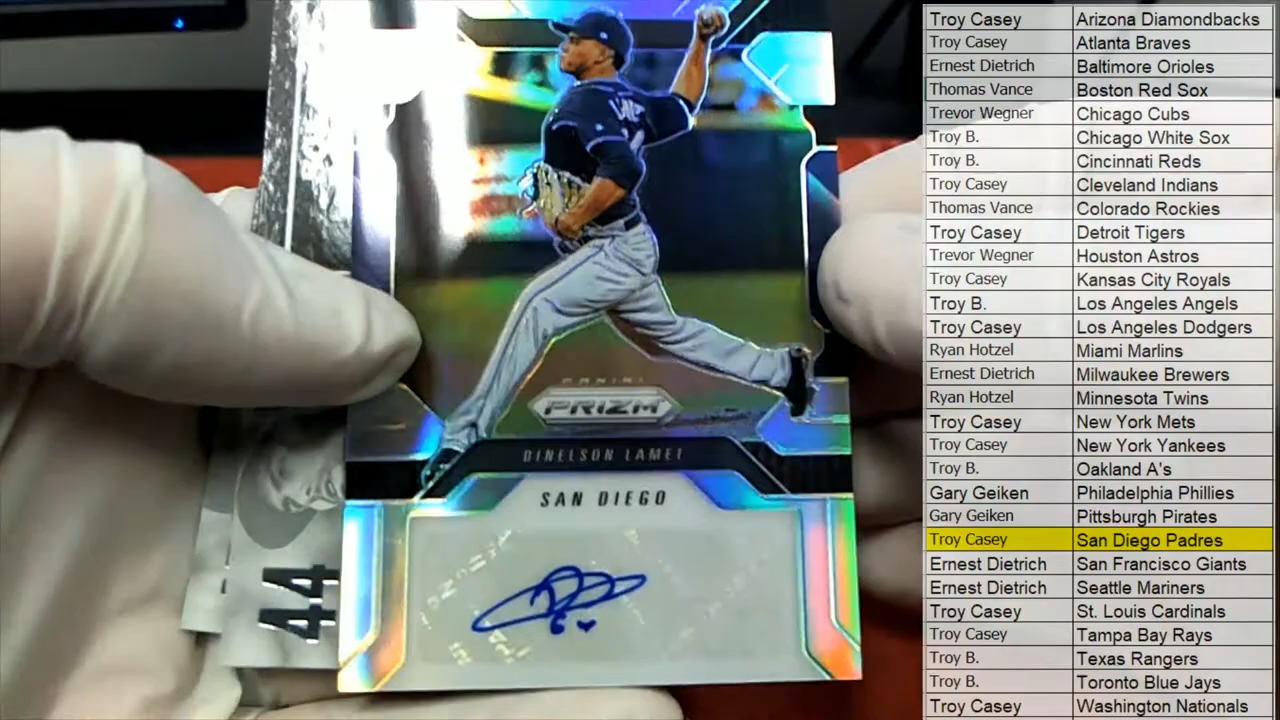 PANINI
PRIZM
DINELSON LAMET
SAN DIEGO
44
Troy Casey Arizona Diamondbacks
Troy Casey Atlanta Braves
Ernest Dietrich Baltimore Orioles
Thomas Vance Boston Red Sox
Trevor Wegner Chicago Cubs
Troy B. Chicago White Sox
Troy B. Cincinnati Reds
Troy Casey Cleveland Indians
Thomas Vance Colorado Rockies
Troy Casey Detroit Tigers
Trevor Wegner Houston Astros
Troy Casey Kansas City Royals
Troy B. Los Angeles Angels
Troy Casey Los Angeles Dodgers
Ryan Hotzel Miami Marlins
Ernest Dietrich Milwaukee Brewers
Ryan Hotzel Minnesota Twins
Troy Casey New York Mets
Troy Casey New York Yankees
Troy B. Oakland A's
Gary Geiken Philadelphia Phillies
Gary Geiken Pittsburgh Pirates
Troy Casey San Diego Padres
Ernest Dietrich San Francisco Giants
Ernest Dietrich Seattle Mariners
Troy Casey St. Louis Cardinals
Troy Casey Tampa Bay Rays
Troy B. Texas Rangers
Troy B. Toronto Blue Jays
Troy Casey Washington Nationals